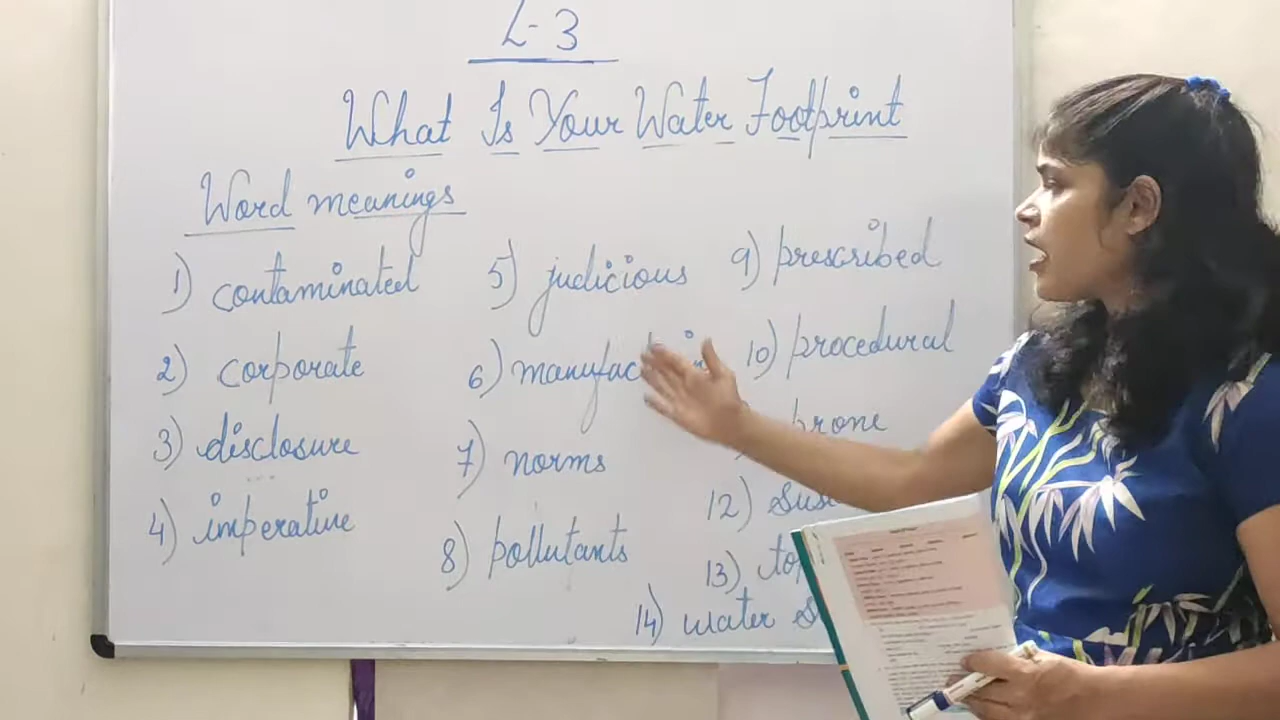 L-3
What Is Your Water Footprint
Word meanings
1) contaminated
2) corporate
3) disclosure
4) imperative
5) judicious
6)
7) norms
8) pollutants
9) prescribed
10) procedural
prone
12)
13)
14) water